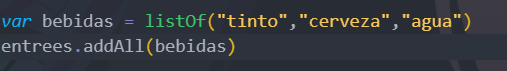 var bebidas = listOf("tinto","cerveza","agua")
entrees.addAll(bebidas)